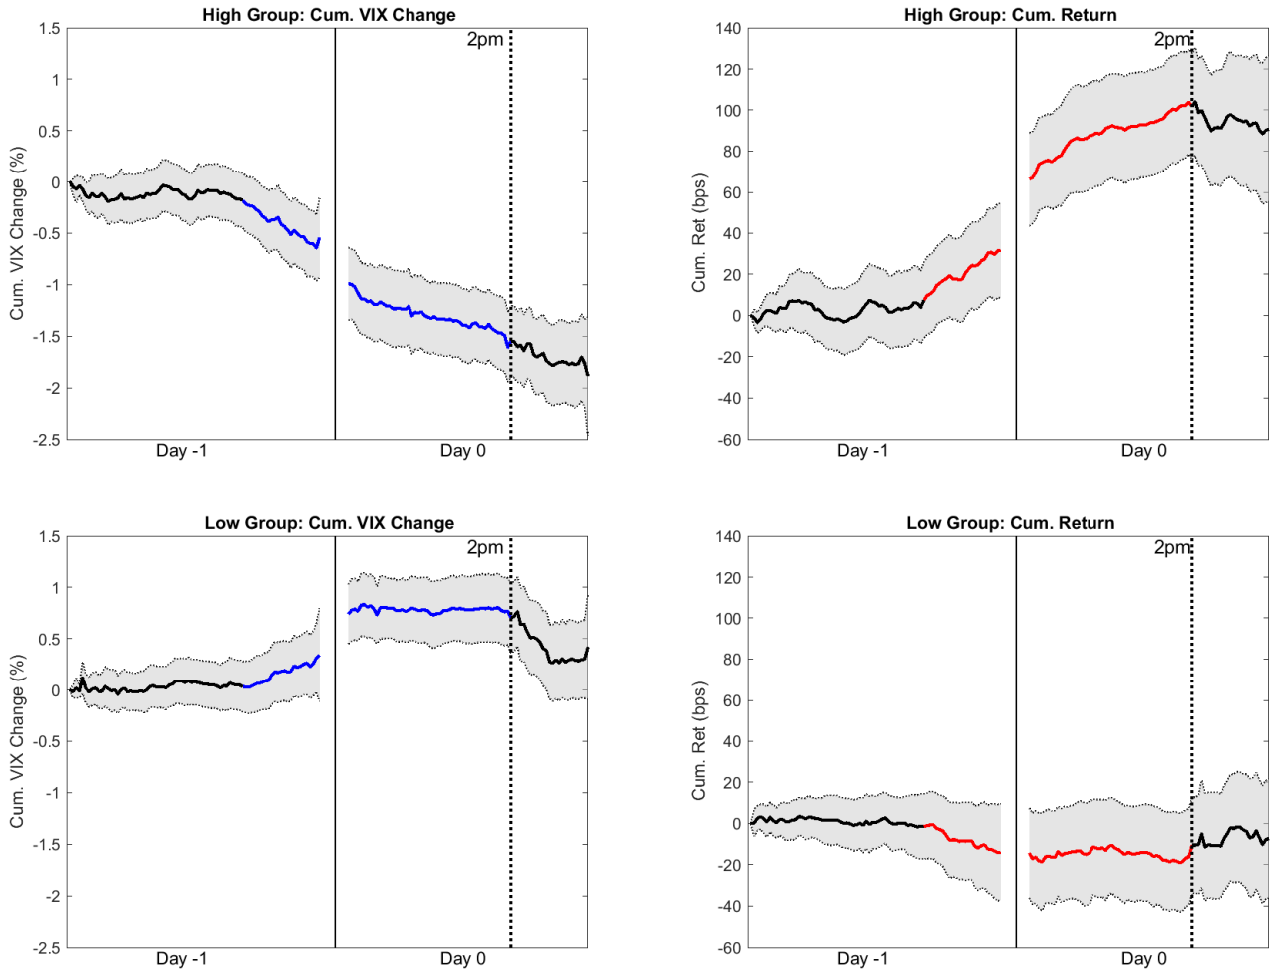 High Group: Cum. VIX Change
1.5
1
0.5
0
-0.5
-1
-1.5
-2
-2.5
Cum. VIX Change (%)
2pm
Day -1
Day 0
High Group: Cum. Return
140
120
100
80
60
40
20
0
-20
-40
-60
Cum. Ret (bps)
2pm
Day -1
Day 0
Low Group: Cum. VIX Change
1.5
1
0.5
0
-0.5
-1
-1.5
-2
-2.5
Cum. VIX Change (%)
2pm
Day -1
Day 0
Low Group: Cum. Return
140
120
100
80
60
40
20
0
-20
-40
-60
Cum. Ret (bps)
2pm
Day -1
Day 0